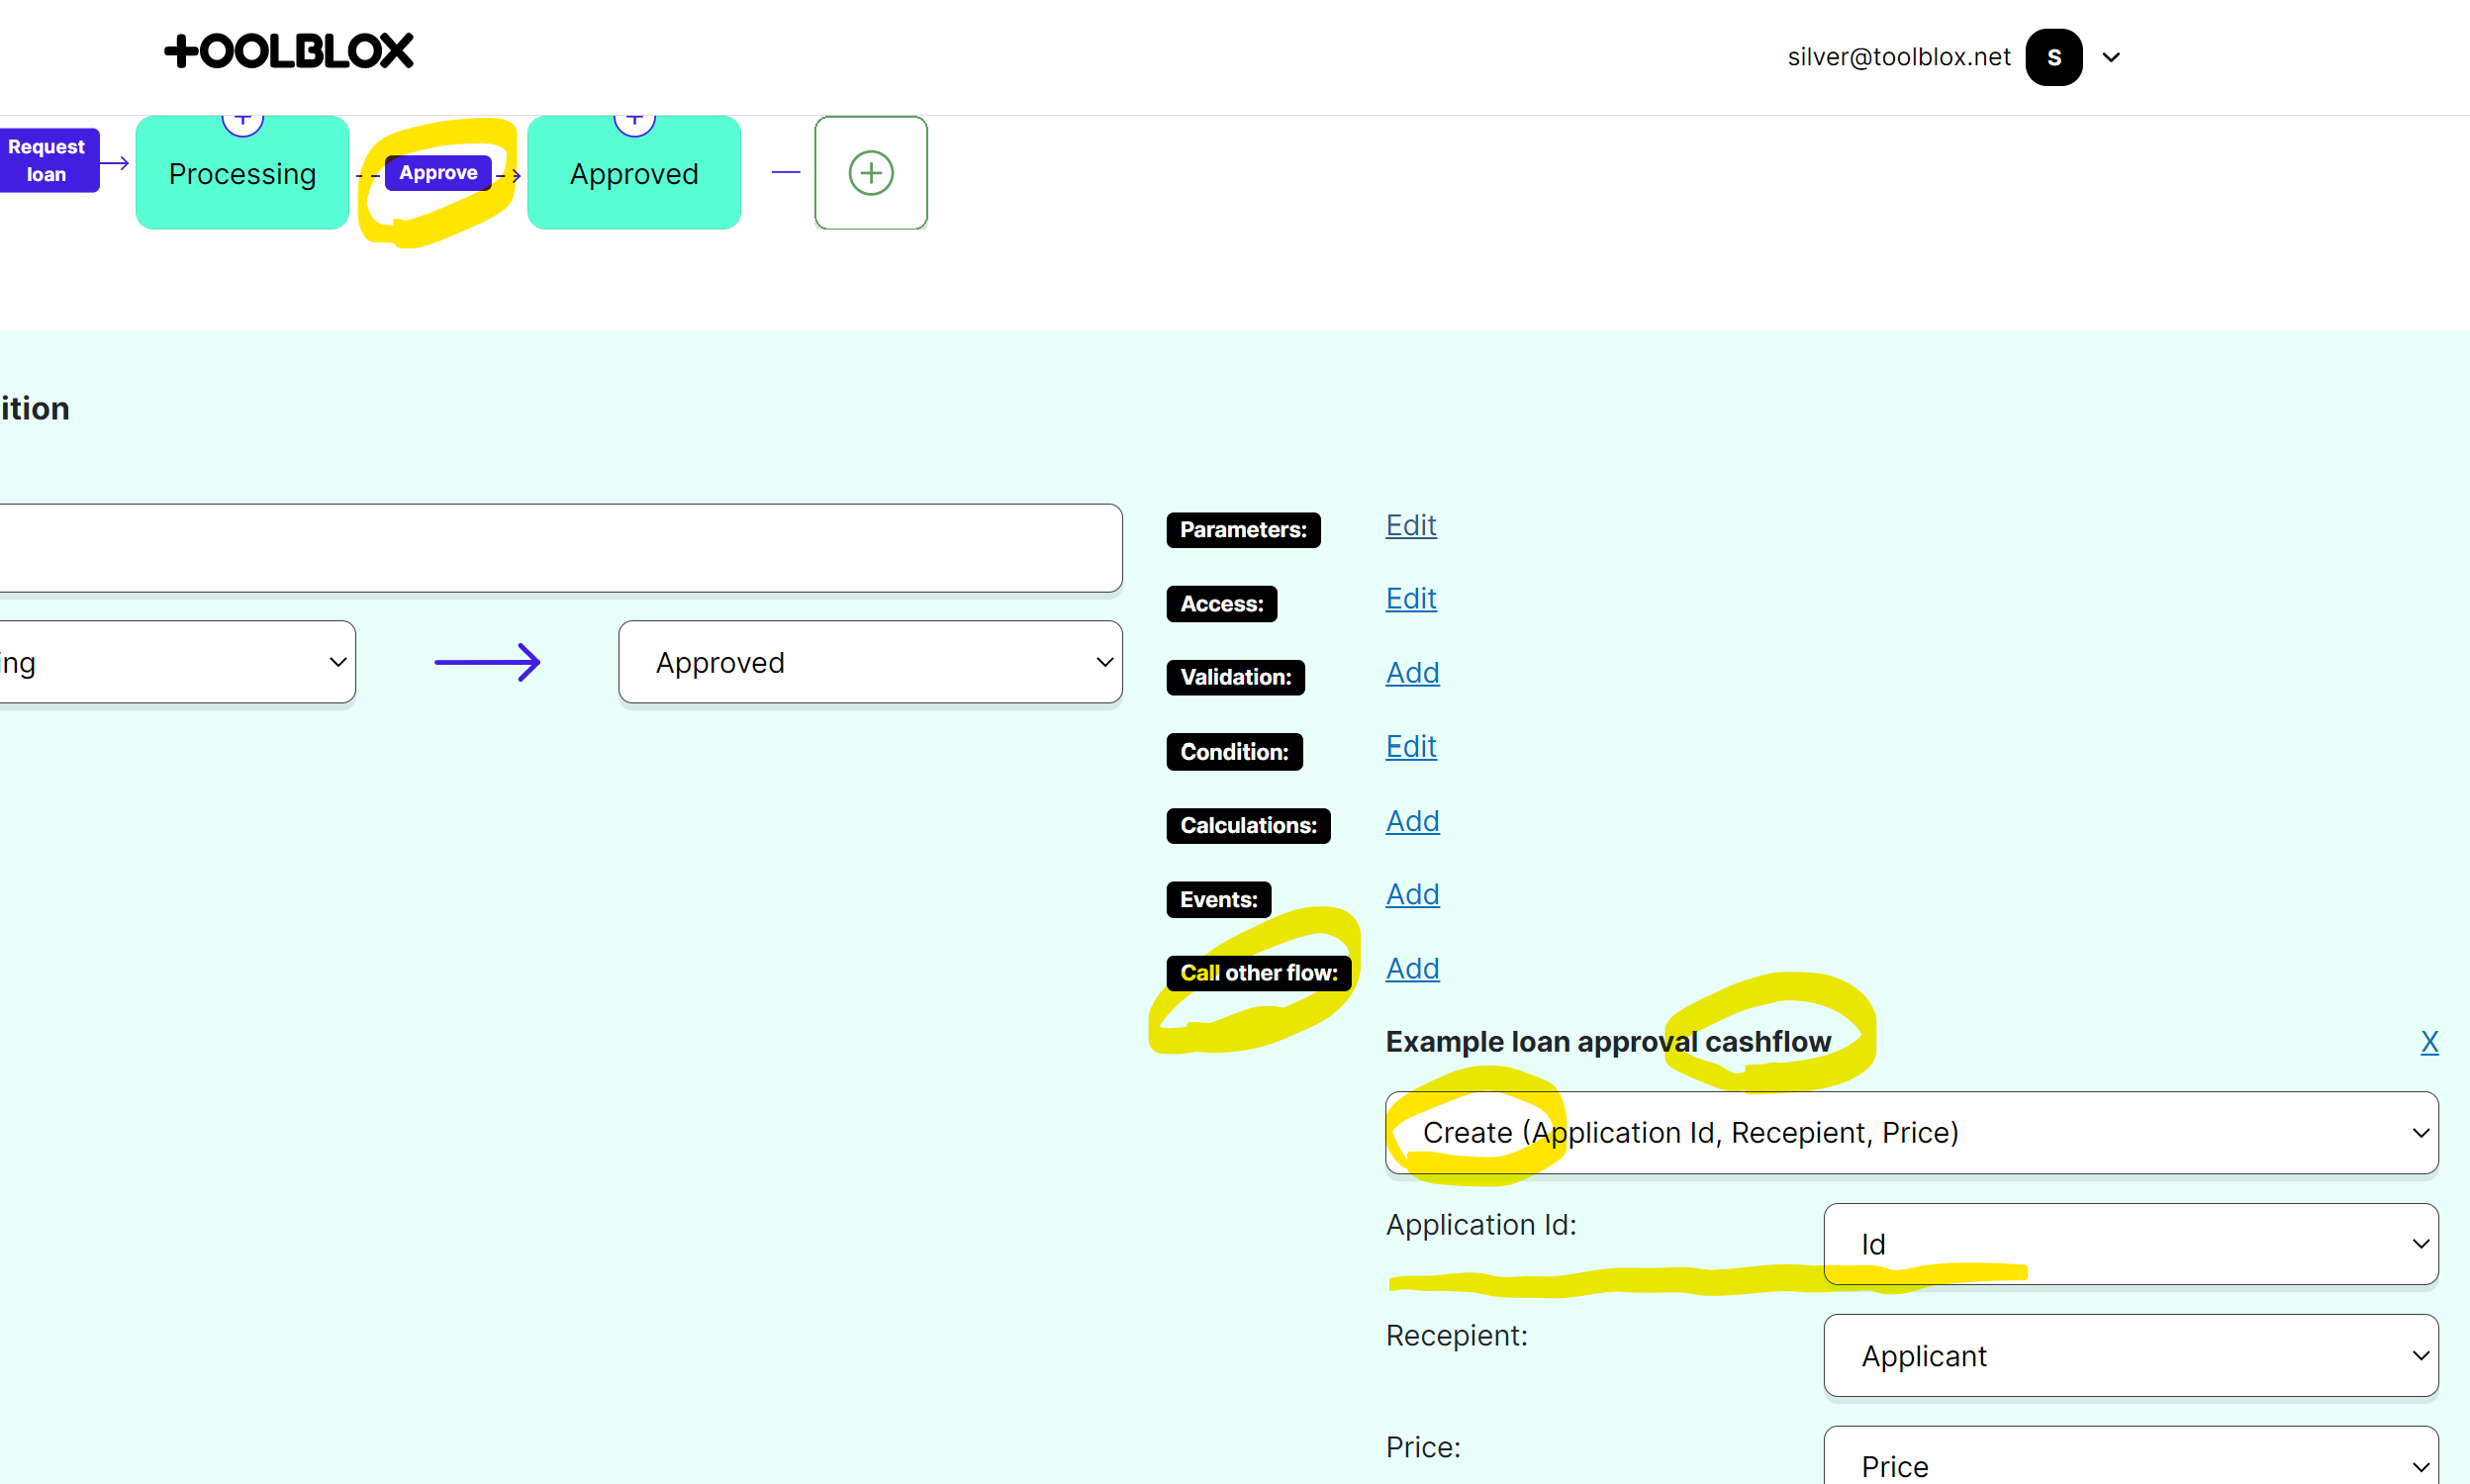 TOOLBLOX
silver@toolblox.net S
Request
loan
Processing
Approve
Approved
ition
Parameters: Edit
Access: Edit
ing
Approved
Validation: Add
Condition: Edit
Calculations: Add
Events: Add
Call other flow: Add
Example loan approval cashflow X
Create (Application Id, Recepient, Price)
Application Id: Id
Recepient: Applicant
Price: Price